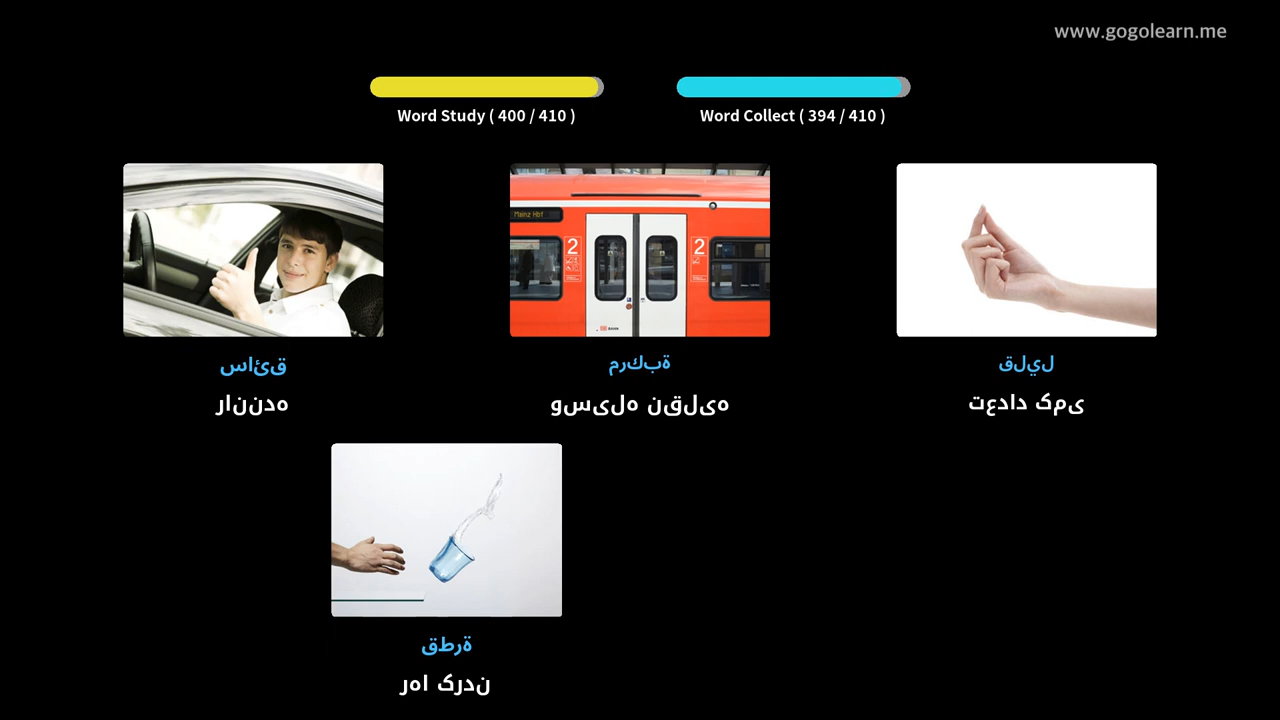 www.gogolearn.me
Word Study ( 400 / 410 )
Word Collect ( 394 / 410 )
سائق
راننده
مركبة
وسیله نقلیه
قليل
تعداد کمی
قطرة
رها کردن